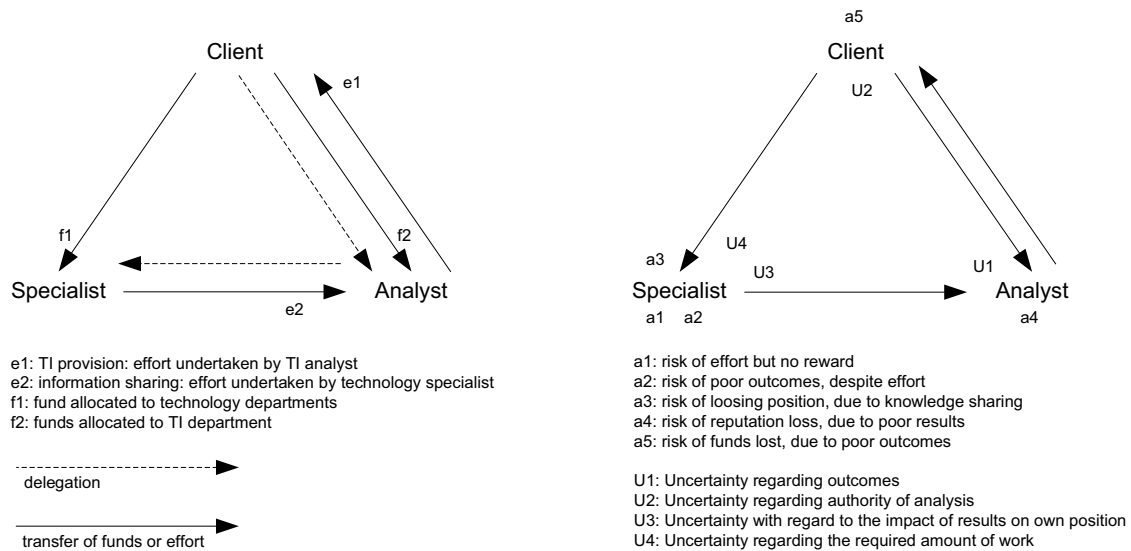 Client
e1
f1
f2
Specialist
Analyst
e2
e1: TI provision: effort undertaken by TI analyst
e2: information sharing: effort undertaken by technology specialist
f1: fund allocated to technology departments
f2: funds allocated to TI department
delegation
transfer of funds or effort
a5
Client
U2
U4
a3
U3
U1
Specialist
Analyst
a1
a2
a4
a1: risk of effort but no reward
a2: risk of poor outcomes, despite effort
a3: risk of loosing position, due to knowledge sharing
a4: risk of reputation loss, due to poor results
a5: risk of funds lost, due to poor outcomes
U1: Uncertainty regarding outcomes
U2: Uncertainty regarding authority of analysis
U3: Uncertainty with regard to the impact of results on own position
U4: Uncertainty regarding the required amount of work